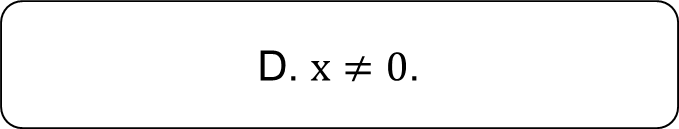 D. x ≠ 0.